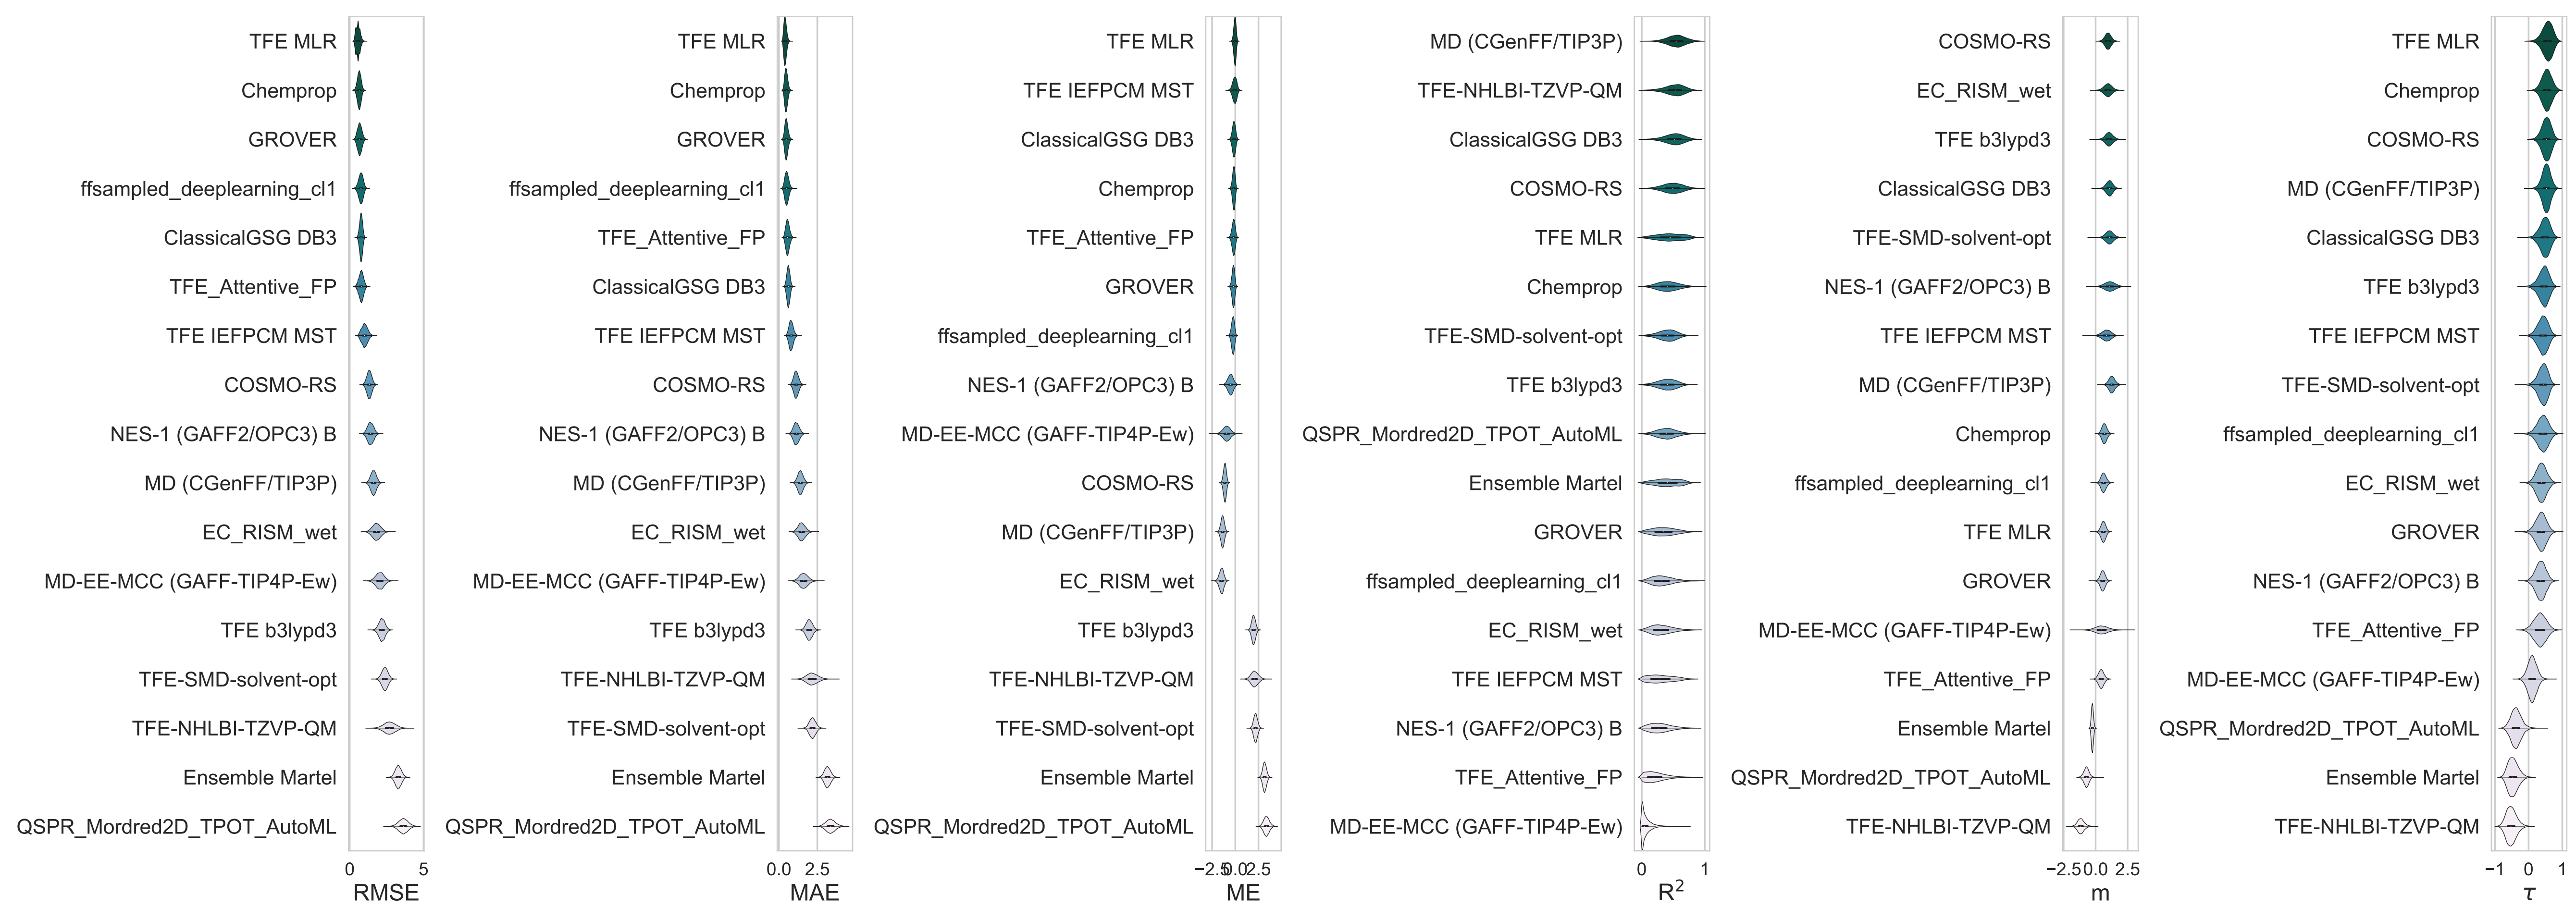 TFE MLR
Chemprop
GROVER
ffsampled_deeplearning_cl1
ClassicalGSG DB3
TFE_Attentive_FP
TFE IEFPCM MST
COSMO-RS
NES-1 (GAFF2/OPC3) B
MD (CGenFF/TIP3P)
EC_RISM_wet
MD-EE-MCC (GAFF-TIP4P-Ew)
TFE b3lypd3
TFE-SMD-solvent-opt
TFE-NHLBI-TZVP-QM
Ensemble Martel
QSPR_Mordred2D_TPOT_AutoML
0 5
RMSE
TFE MLR
Chemprop
GROVER
ffsampled_deeplearning_cl1
TFE_Attentive_FP
ClassicalGSG DB3
TFE IEFPCM MST
COSMO-RS
NES-1 (GAFF2/OPC3) B
MD (CGenFF/TIP3P)
EC_RISM_wet
MD-EE-MCC (GAFF-TIP4P-Ew)
TFE b3lypd3
TFE-NHLBI-TZVP-QM
TFE-SMD-solvent-opt
Ensemble Martel
QSPR_Mordred2D_TPOT_AutoML
0.0 2.5
MAE
TFE MLR
TFE IEFPCM MST
ClassicalGSG DB3
Chemprop
TFE_Attentive_FP
GROVER
ffsampled_deeplearning_cl1
NES-1 (GAFF2/OPC3) B
MD-EE-MCC (GAFF-TIP4P-Ew)
COSMO-RS
MD (CGenFF/TIP3P)
EC_RISM_wet
TFE b3lypd3
TFE-NHLBI-TZVP-QM
TFE-SMD-solvent-opt
Ensemble Martel
QSPR_Mordred2D_TPOT_AutoML
−2.5 0.0 2.5
ME
MD (CGenFF/TIP3P)
TFE-NHLBI-TZVP-QM
ClassicalGSG DB3
COSMO-RS
TFE MLR
Chemprop
TFE-SMD-solvent-opt
TFE b3lypd3
QSPR_Mordred2D_TPOT_AutoML
Ensemble Martel
GROVER
ffsampled_deeplearning_cl1
EC_RISM_wet
TFE IEFPCM MST
NES-1 (GAFF2/OPC3) B
TFE_Attentive_FP
MD-EE-MCC (GAFF-TIP4P-Ew)
0 1
R²
COSMO-RS
EC_RISM_wet
TFE b3lypd3
ClassicalGSG DB3
TFE-SMD-solvent-opt
NES-1 (GAFF2/OPC3) B
TFE IEFPCM MST
MD (CGenFF/TIP3P)
Chemprop
ffsampled_deeplearning_cl1
TFE MLR
GROVER
MD-EE-MCC (GAFF-TIP4P-Ew)
TFE_Attentive_FP
Ensemble Martel
QSPR_Mordred2D_TPOT_AutoML
TFE-NHLBI-TZVP-QM
−2.5 0.0 2.5
m
TFE MLR
Chemprop
COSMO-RS
MD (CGenFF/TIP3P)
ClassicalGSG DB3
TFE b3lypd3
TFE IEFPCM MST
TFE-SMD-solvent-opt
ffsampled_deeplearning_cl1
EC_RISM_wet
GROVER
NES-1 (GAFF2/OPC3) B
TFE_Attentive_FP
MD-EE-MCC (GAFF-TIP4P-Ew)
QSPR_Mordred2D_TPOT_AutoML
Ensemble Martel
TFE-NHLBI-TZVP-QM
−1 0 1
τ